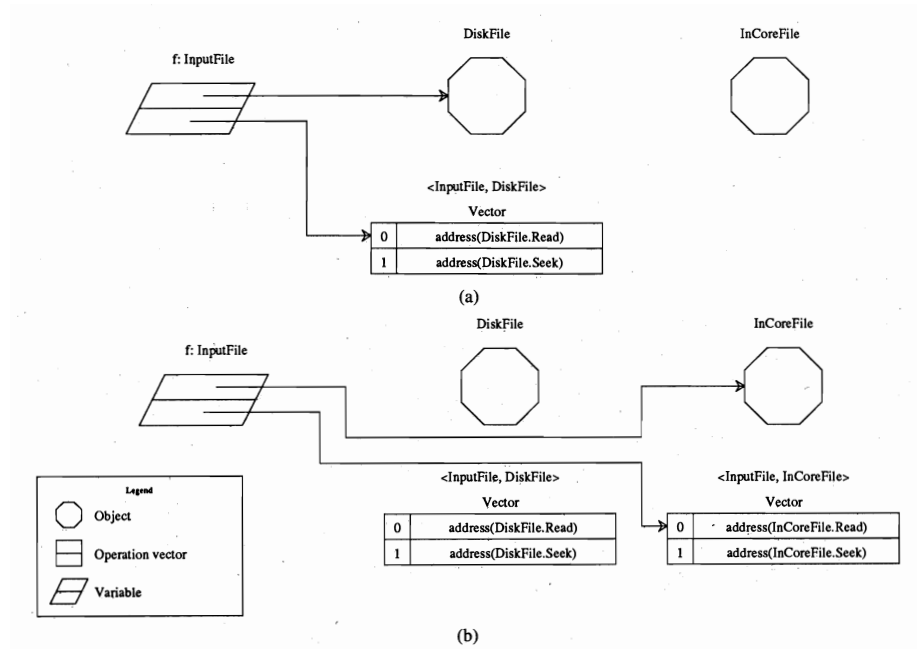 DiskFile InCoreFile
f: InputFile
<InputFile, DiskFile>
Vector
0 address(DiskFile.Read)
1 address(DiskFile.Seek)
(a)
DiskFile InCoreFile
f: InputFile
<InputFile, DiskFile> <InputFile, InCoreFile>
Vector Vector
0 address(DiskFile.Read) 0 address(InCoreFile.Read)
1 address(DiskFile.Seek) 1 address(InCoreFile.Seek)
Legend
Object
Operation vector
Variable
(b)